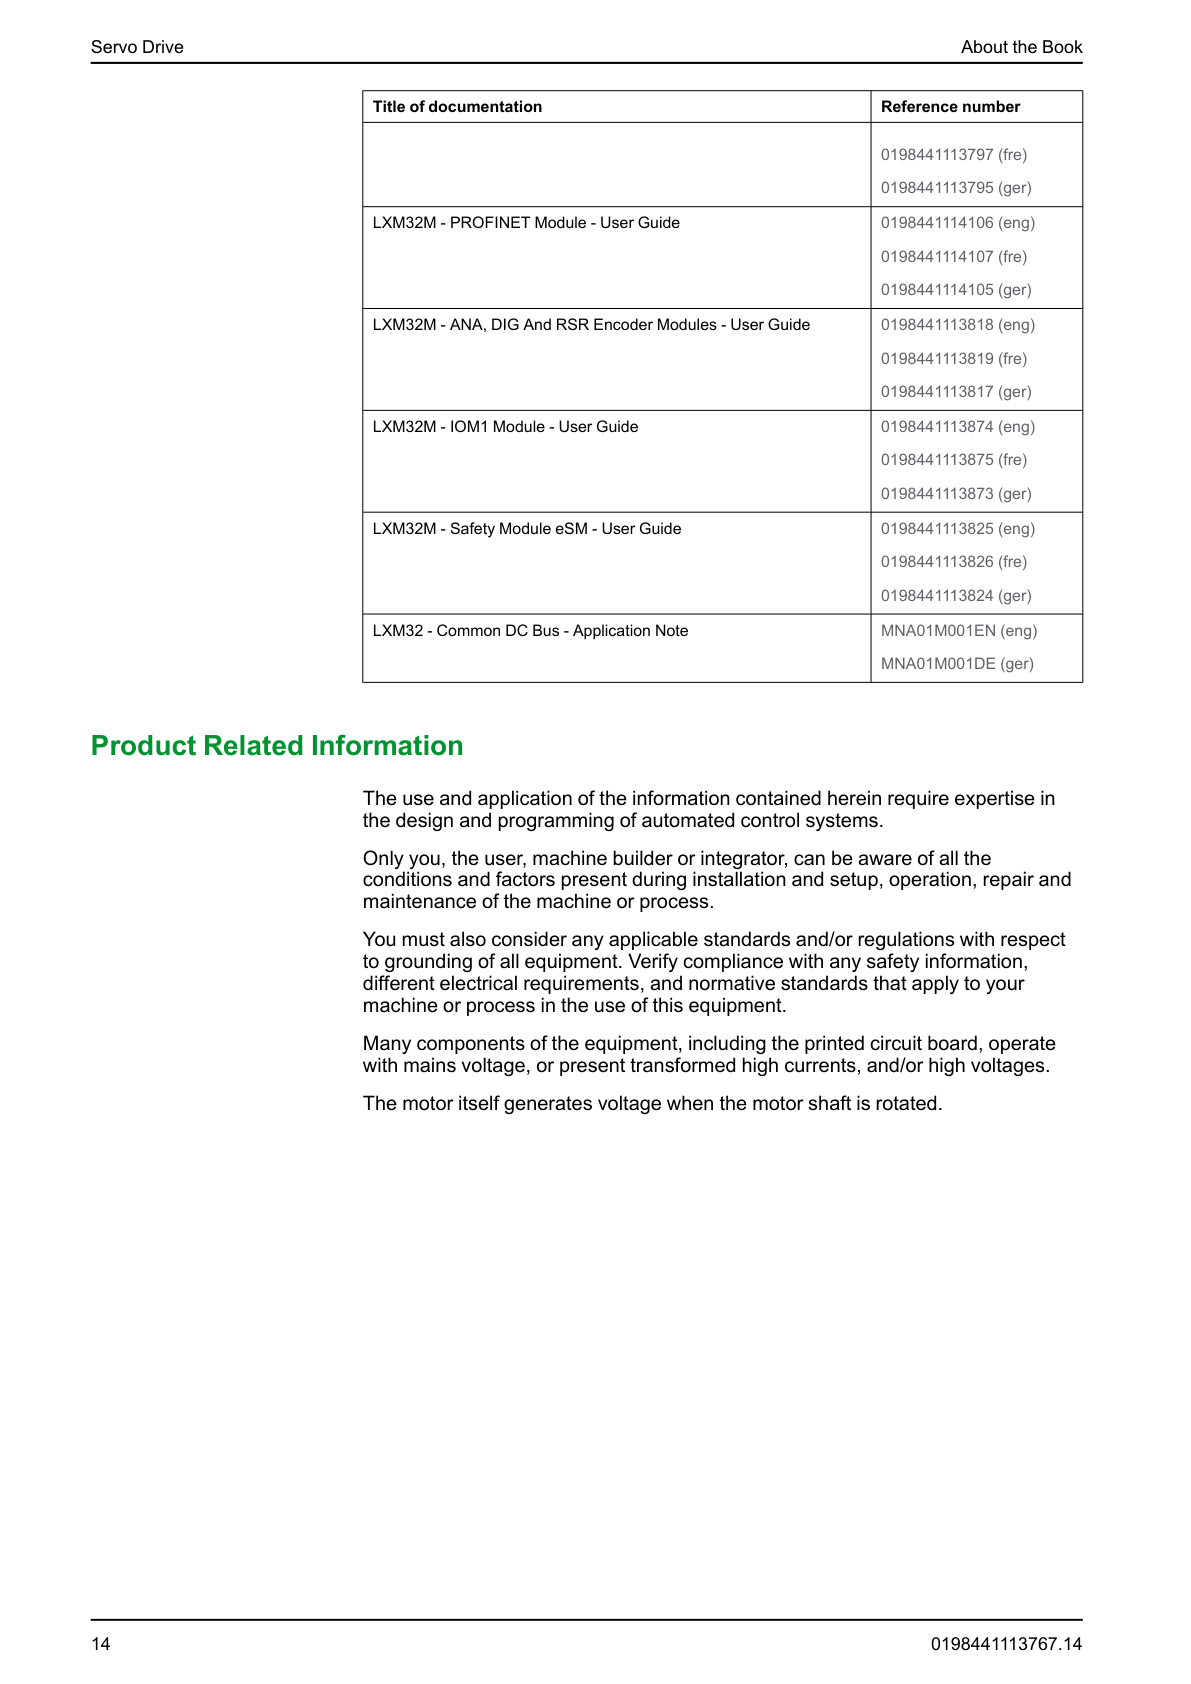 Servo Drive
About the Book
Title of documentation
Reference number
0198441113797 (fre)
0198441113795 (ger)
LXM32M - PROFINET Module - User Guide
0198441114106 (eng)
0198441114107 (fre)
0198441114105 (ger)
LXM32M - ANA, DIG And RSR Encoder Modules - User Guide
0198441113818 (eng)
0198441113819 (fre)
0198441113817 (ger)
LXM32M - IOM1 Module - User Guide
0198441113874 (eng)
0198441113875 (fre)
0198441113873 (ger)
LXM32M - Safety Module eSM - User Guide
0198441113825 (eng)
0198441113826 (fre)
0198441113824 (ger)
LXM32 - Common DC Bus - Application Note
MNA01M001EN (eng)
MNA01M001DE (ger)
Product Related Information
The use and application of the information contained herein require expertise in
the design and programming of automated control systems.
Only you, the user, machine builder or integrator, can be aware of all the
conditions and factors present during installation and setup, operation, repair and
maintenance of the machine or process.
You must also consider any applicable standards and/or regulations with respect
to grounding of all equipment. Verify compliance with any safety information,
different electrical requirements, and normative standards that apply to your
machine or process in the use of this equipment.
Many components of the equipment, including the printed circuit board, operate
with mains voltage, or present transformed high currents, and/or high voltages.
The motor itself generates voltage when the motor shaft is rotated.
14
0198441113767.14